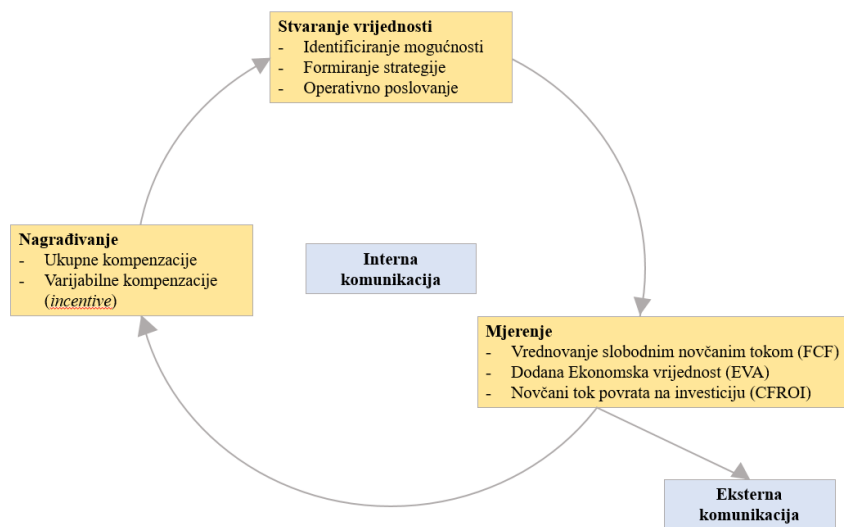 Stvaranje vrijednosti
- Identificiranje mogućnosti
- Formiranje strategije
- Operativno poslovanje
Nagrađivanje
- Ukupne kompenzacije
- Varijabilne kompenzacije
(incentive)
Interna
komunikacija
Mjerenje
- Vrednovanje slobodnim novčanim tokom (FCF)
- Dodana Ekonomska vrijednost (EVA)
- Novčani tok povrata na investiciju (CFROI)
Eksterna
komunikacija